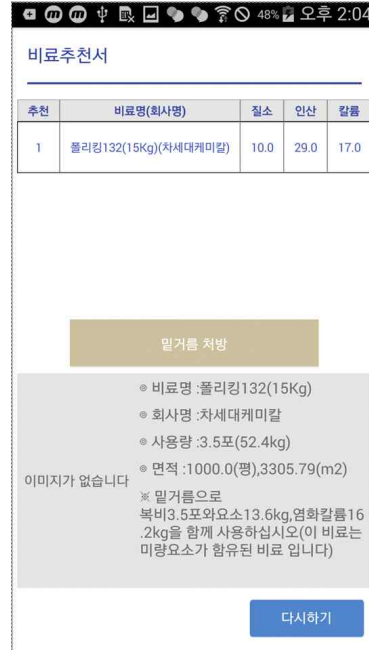 48% 오후 2:04
비료추천서
추천 비료명(회사명) 질소 인산 칼륨
1 폴리킹132(15Kg)(차세대케미칼) 10.0 29.0 17.0
밑거름 처방
이미지가 없습니다
◎ 비료명 :폴리킹132(15Kg)
◎ 회사명 :차세대케미칼
◎ 사용량 :3.5포(52.4kg)
◎ 면적 :1000.0(평),3305.79(m2)
※ 밑거름으로
복비3.5포와요소13.6kg,염화칼륨16
.2kg을 함께 사용하십시오(이 비료는
미량요소가 함유된 비료 입니다)
다시하기